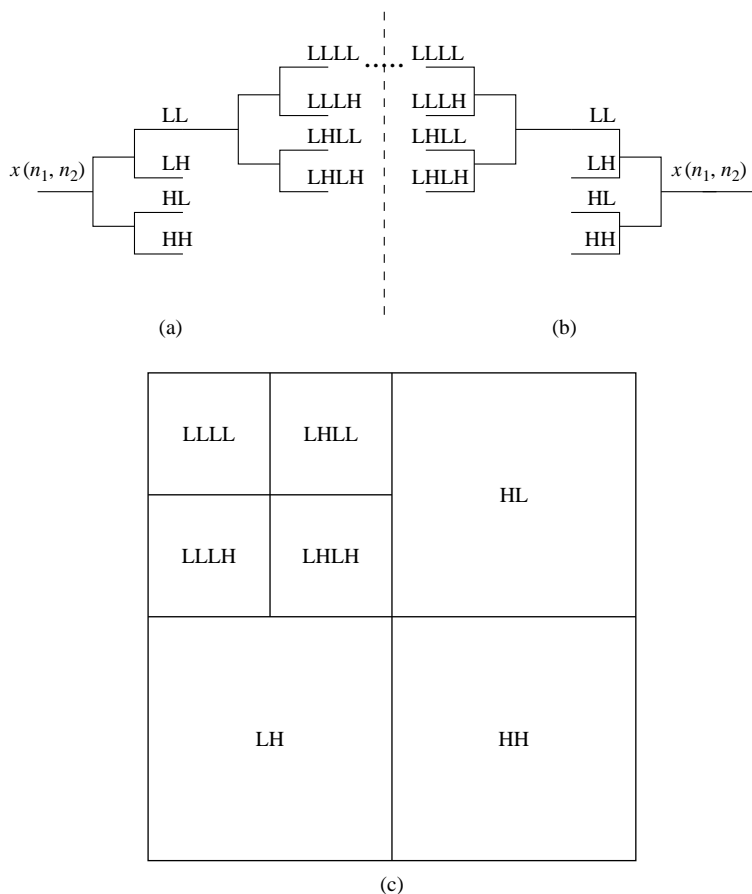 LLLL ..... LLLL
LLLH LLLH
LL LHLL LHLL LL
x(n1, n2) LH LHLH LHLH LH x(n1, n2)
HL HL
HH HH
(a) (b)
LLLL LHLL
HL
LLLH LHLH
LH HH
(c)